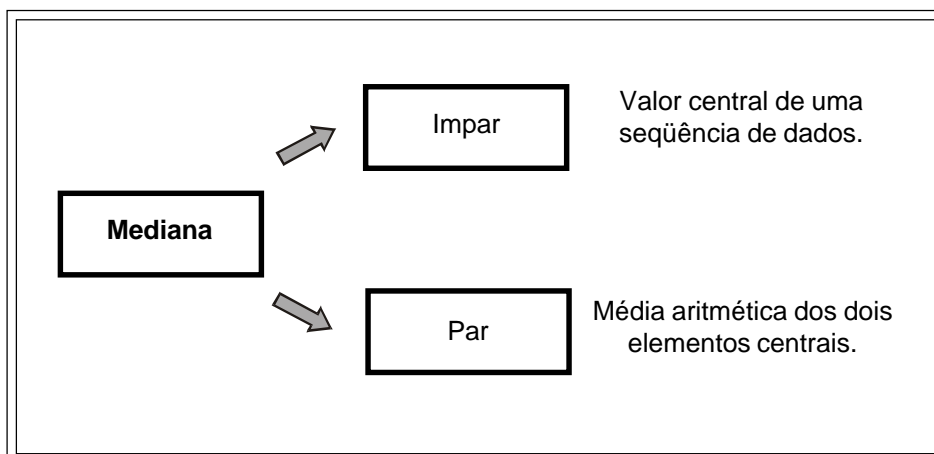 Mediana
Impar
Valor central de uma
seqüência de dados.
Par
Média aritmética dos dois
elementos centrais.